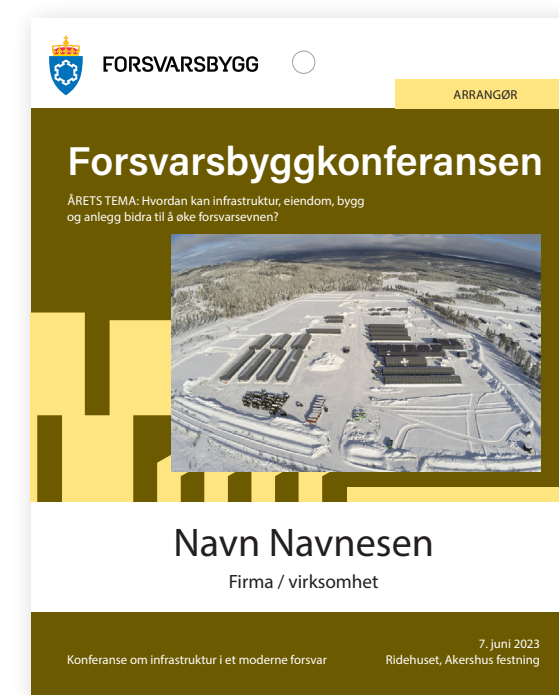 FORSVARSBYGG
ARRANGØR
Forsvarsbyggkonferansen
ÅRETS TEMA: Hvordan kan infrastruktur, eiendom, bygg
og anlegg bidra til å øke forsvarsevnen?
Navn Navnesen
Firma / virksomhet
7. juni 2023
Konferanse om infrastruktur i et moderne forsvar
Ridehuset, Akershus festning